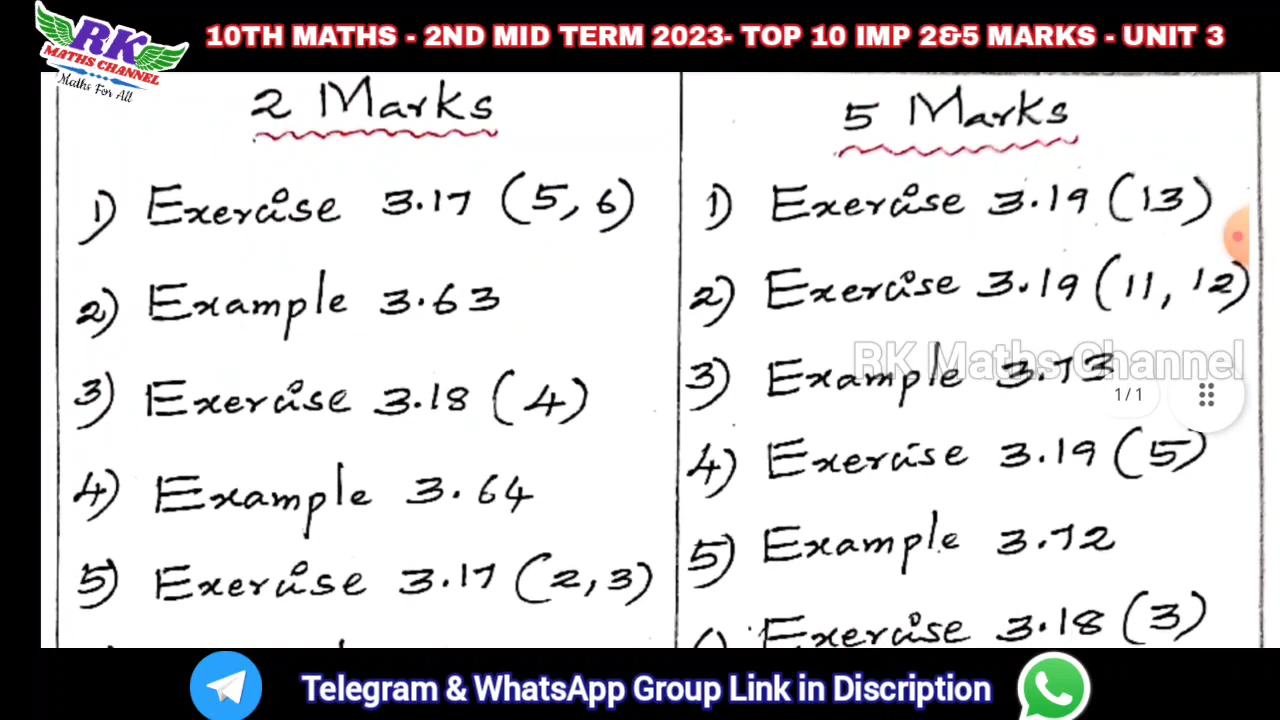 RK
MATHS CHANNEL
Maths For All
10TH MATHS - 2ND MID TERM 2023- TOP 10 IMP 2&5 MARKS - UNIT 3
2 Marks
1) Exercise 3.17 (5, 6)
2) Example 3.63
3) Exercise 3.18 (4)
4) Example 3.64
5) Exercise 3.17 (2, 3)
5 Marks
1) Exercise 3.19 (13)
2) Exercise 3.19 (11, 12)
RK Maths Channel
3) Example 3.73
1/1
4) Exercise 3.19 (5)
5) Example 3.72
Exercise 3.18 (3)
Telegram & WhatsApp Group Link in Discription